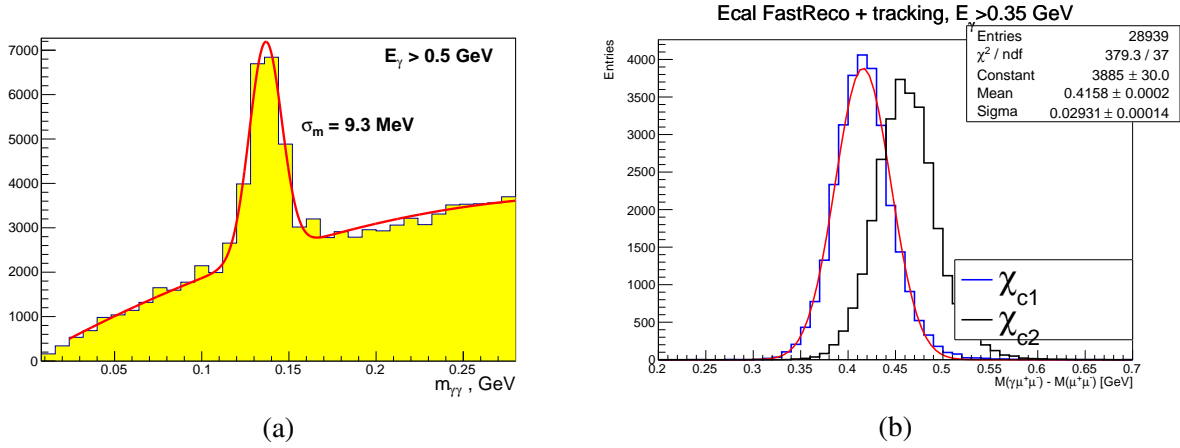 E_γ > 0.5 GeV
σ_m = 9.3 MeV
7000
6000
5000
4000
3000
2000
1000
0
0.05 0.1 0.15 0.2 0.25
m_γγ , GeV
(a)
Ecal FastReco + tracking, E_γ>0.35 GeV
Entries 28939
χ² / ndf 379.3 / 37
Constant 3885 ± 30.0
Mean 0.4158 ± 0.0002
Sigma 0.02931 ± 0.00014
Entries
4000
3500
3000
2500
2000
1500
1000
500
0
χ_c1
χ_c2
0.2 0.25 0.3 0.35 0.4 0.45 0.5 0.55 0.6 0.65 0.7
M(γμ⁺μ⁻) - M(μ⁺μ⁻) [GeV]
(b)